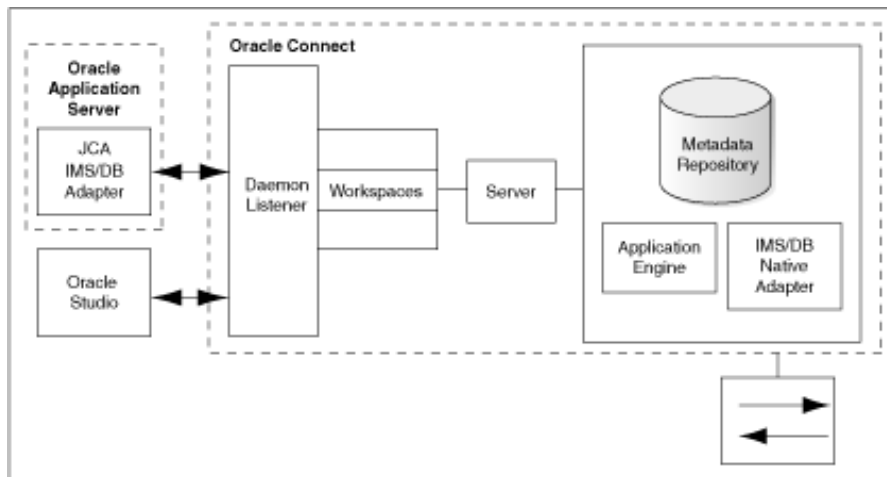 Oracle Connect
Oracle
Application
Server
JCA
IMS/DB
Adapter
Oracle
Studio
Daemon
Listener
Workspaces
Server
Metadata
Repository
Application
Engine
IMS/DB
Native
Adapter